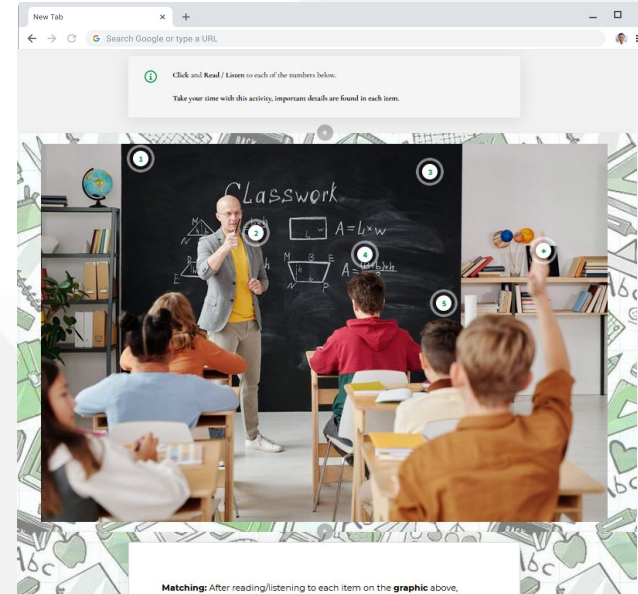 New Tab
Search Google or type a URL
Click and Read / Listen to each of the numbers below.
Take your time with this activity, important details are found in each item.
BACK
1
3
Classwork
2
A=L×w
4
5
Matching: After reading/listening to each item on the graphic above,